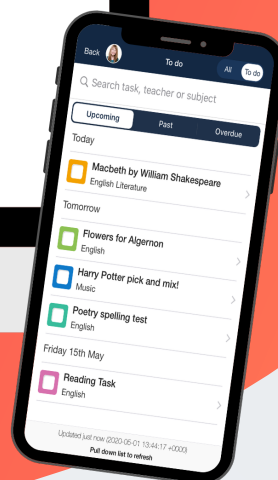 Back
To do
All
To do
Search task, teacher or subject
Upcoming
Past
Overdue
Today
Macbeth by William Shakespeare
English Literature
Tomorrow
Flowers for Algernon
English
Harry Potter pick and mix!
Music
Poetry spelling test
English
Friday 15th May
Reading Task
English
Updated just now (2020-05-01 13:44:17 +0000)
Pull down list to refresh